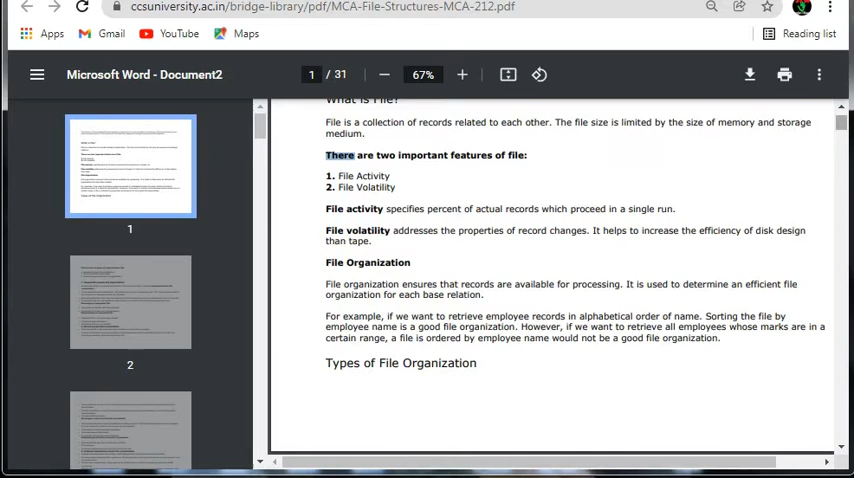 ccsuniversity.ac.in/bridge-library/pdf/MCA-File-Structures-MCA-212.pdf
Apps Gmail YouTube Maps Reading list
Microsoft Word - Document2 1 / 31 67%
What is File?
File is a collection of records related to each other. The file size is limited by the size of memory and storage
medium.
There are two important features of file:
1. File Activity
2. File Volatility
File activity specifies percent of actual records which proceed in a single run.
File volatility addresses the properties of record changes. It helps to increase the efficiency of disk design
than tape.
File Organization
File organization ensures that records are available for processing. It is used to determine an efficient file
organization for each base relation.
For example, if we want to retrieve employee records in alphabetical order of name. Sorting the file by
employee name is a good file organization. However, if we want to retrieve all employees whose marks are in a
certain range, a file is ordered by employee name would not be a good file organization.
Types of File Organization
1
2